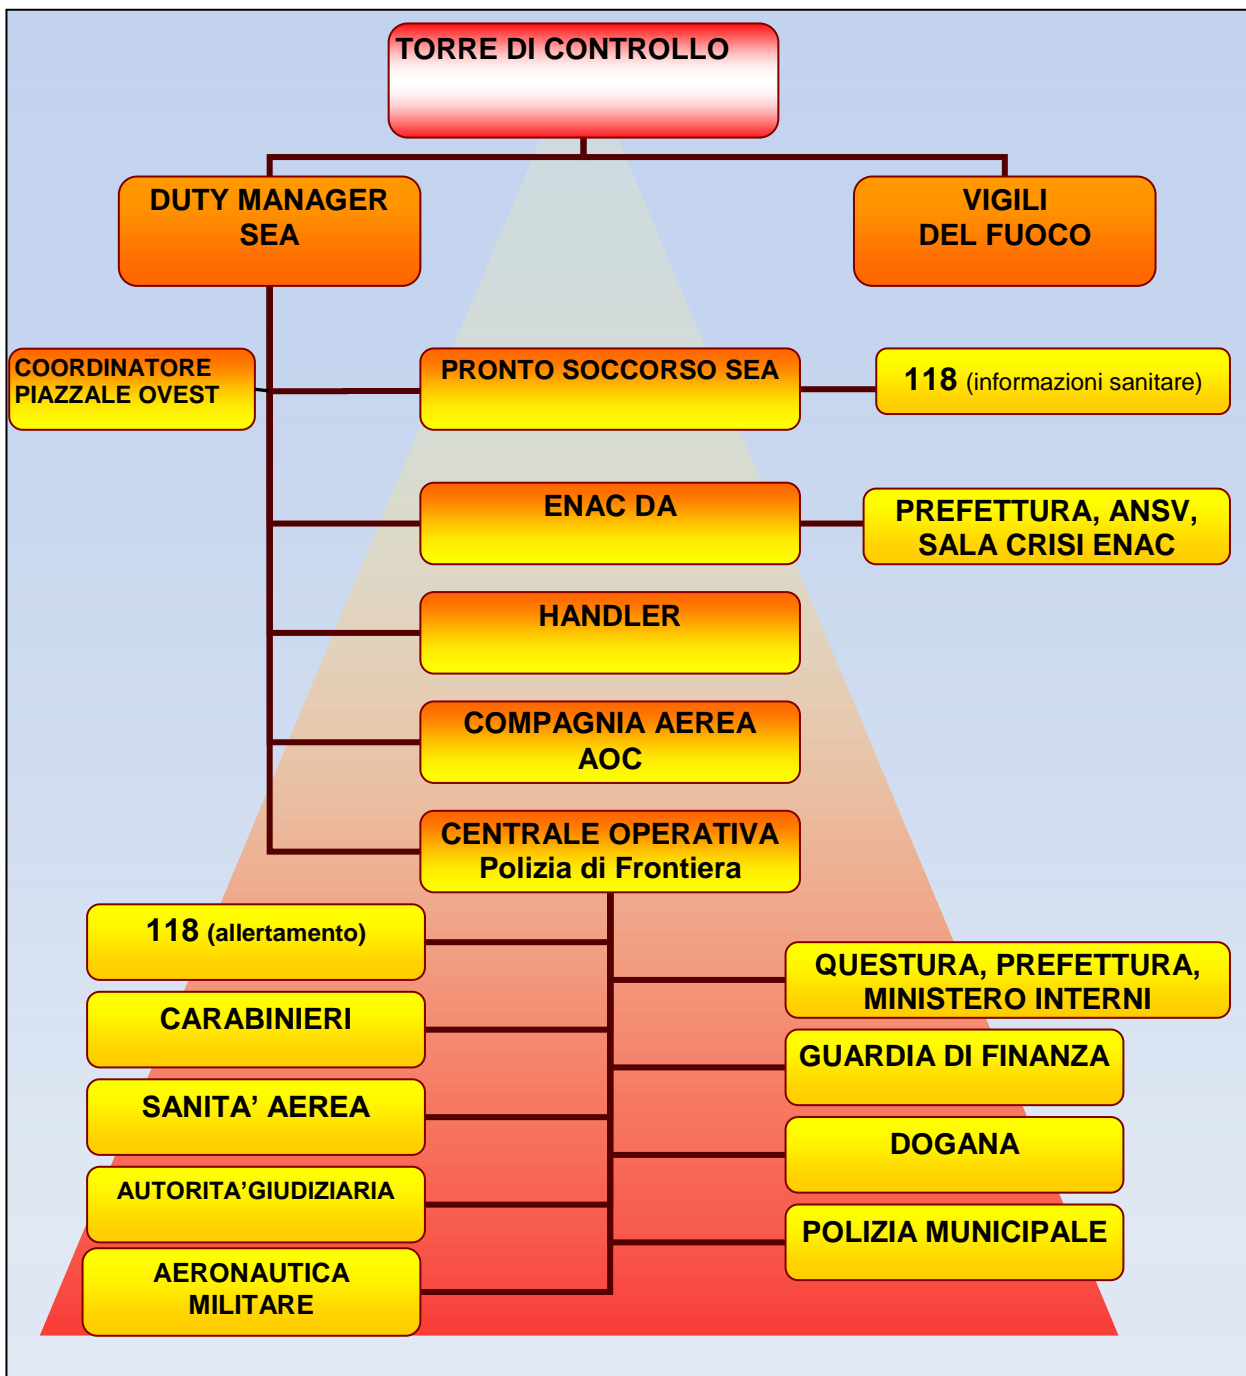 TORRE DI CONTROLLO
DUTY MANAGER
SEA
VIGILI
DEL FUOCO
COORDINATORE
PIAZZALE OVEST
PRONTO SOCCORSO SEA
118 (informazioni sanitare)
ENAC DA
PREFETTURA, ANSV,
SALA CRISI ENAC
HANDLER
COMPAGNIA AEREA
AOC
CENTRALE OPERATIVA
Polizia di Frontiera
118 (allertamento)
QUESTURA, PREFETTURA,
MINISTERO INTERNI
CARABINIERI
GUARDIA DI FINANZA
SANITA’ AEREA
DOGANA
AUTORITA’GIUDIZIARIA
POLIZIA MUNICIPALE
AERONAUTICA
MILITARE